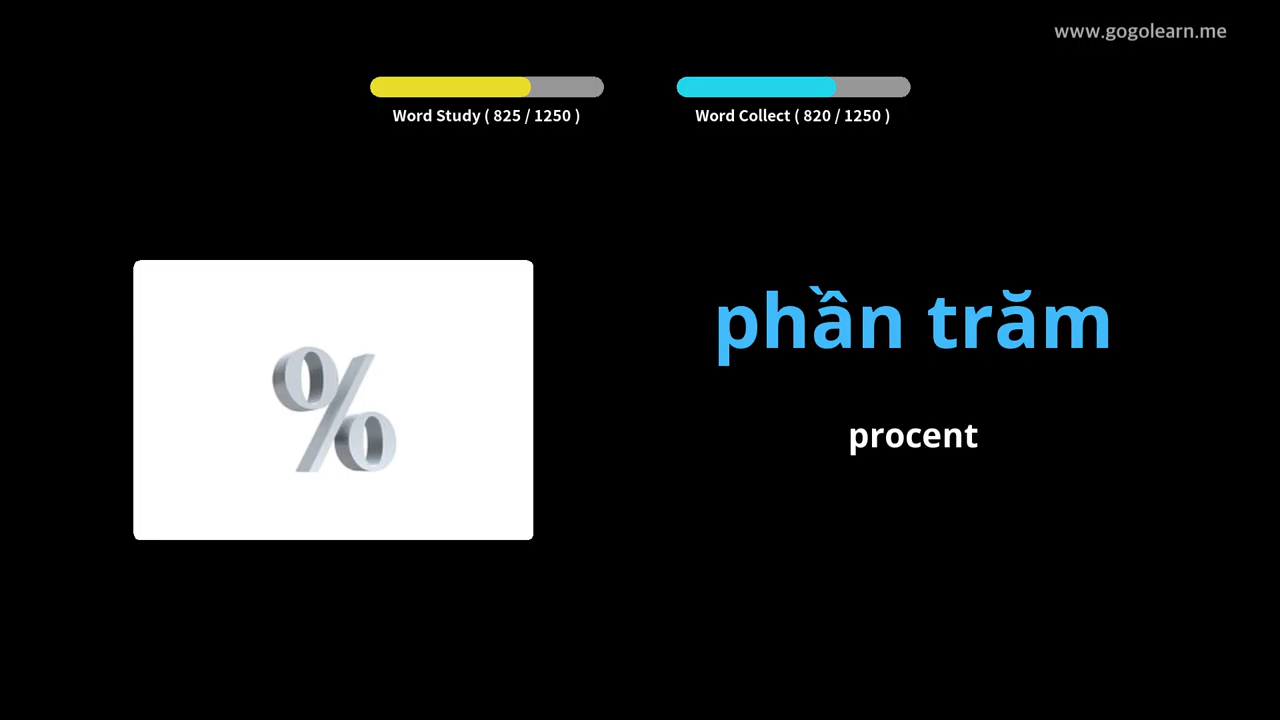 www.gogolearn.me
Word Study ( 825 / 1250 )
Word Collect ( 820 / 1250 )
%
phần trăm
procent